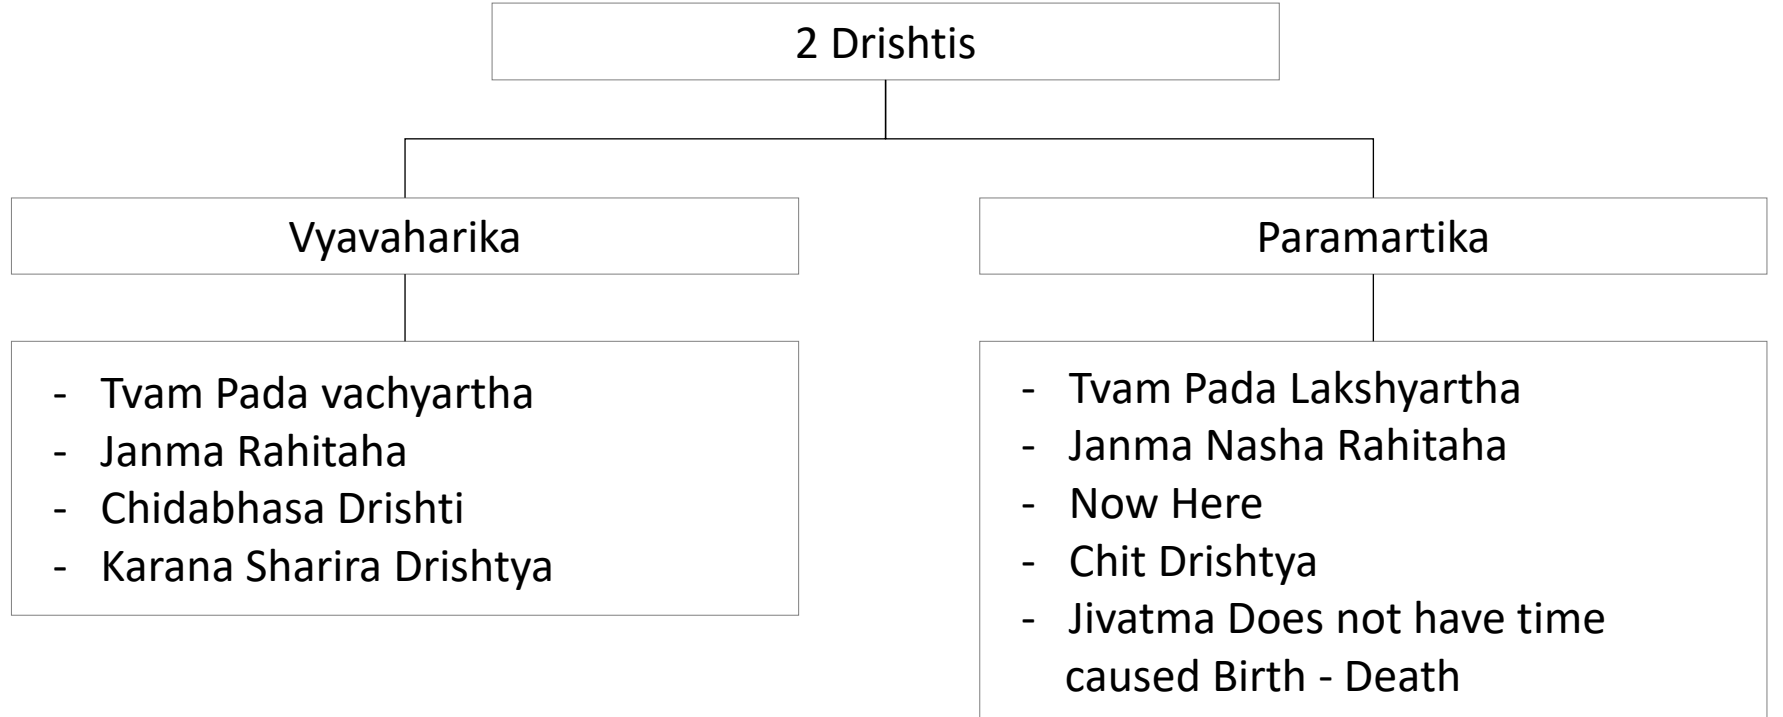 2 Drishtis
Vyavaharika
- Tvam Pada vachyartha
- Janma Rahitaha
- Chidabhasa Drishti
- Karana Sharira Drishtya
Paramartika
- Tvam Pada Lakshyartha
- Janma Nasha Rahitaha
- Now Here
- Chit Drishtya
- Jivatma Does not have time
caused Birth - Death